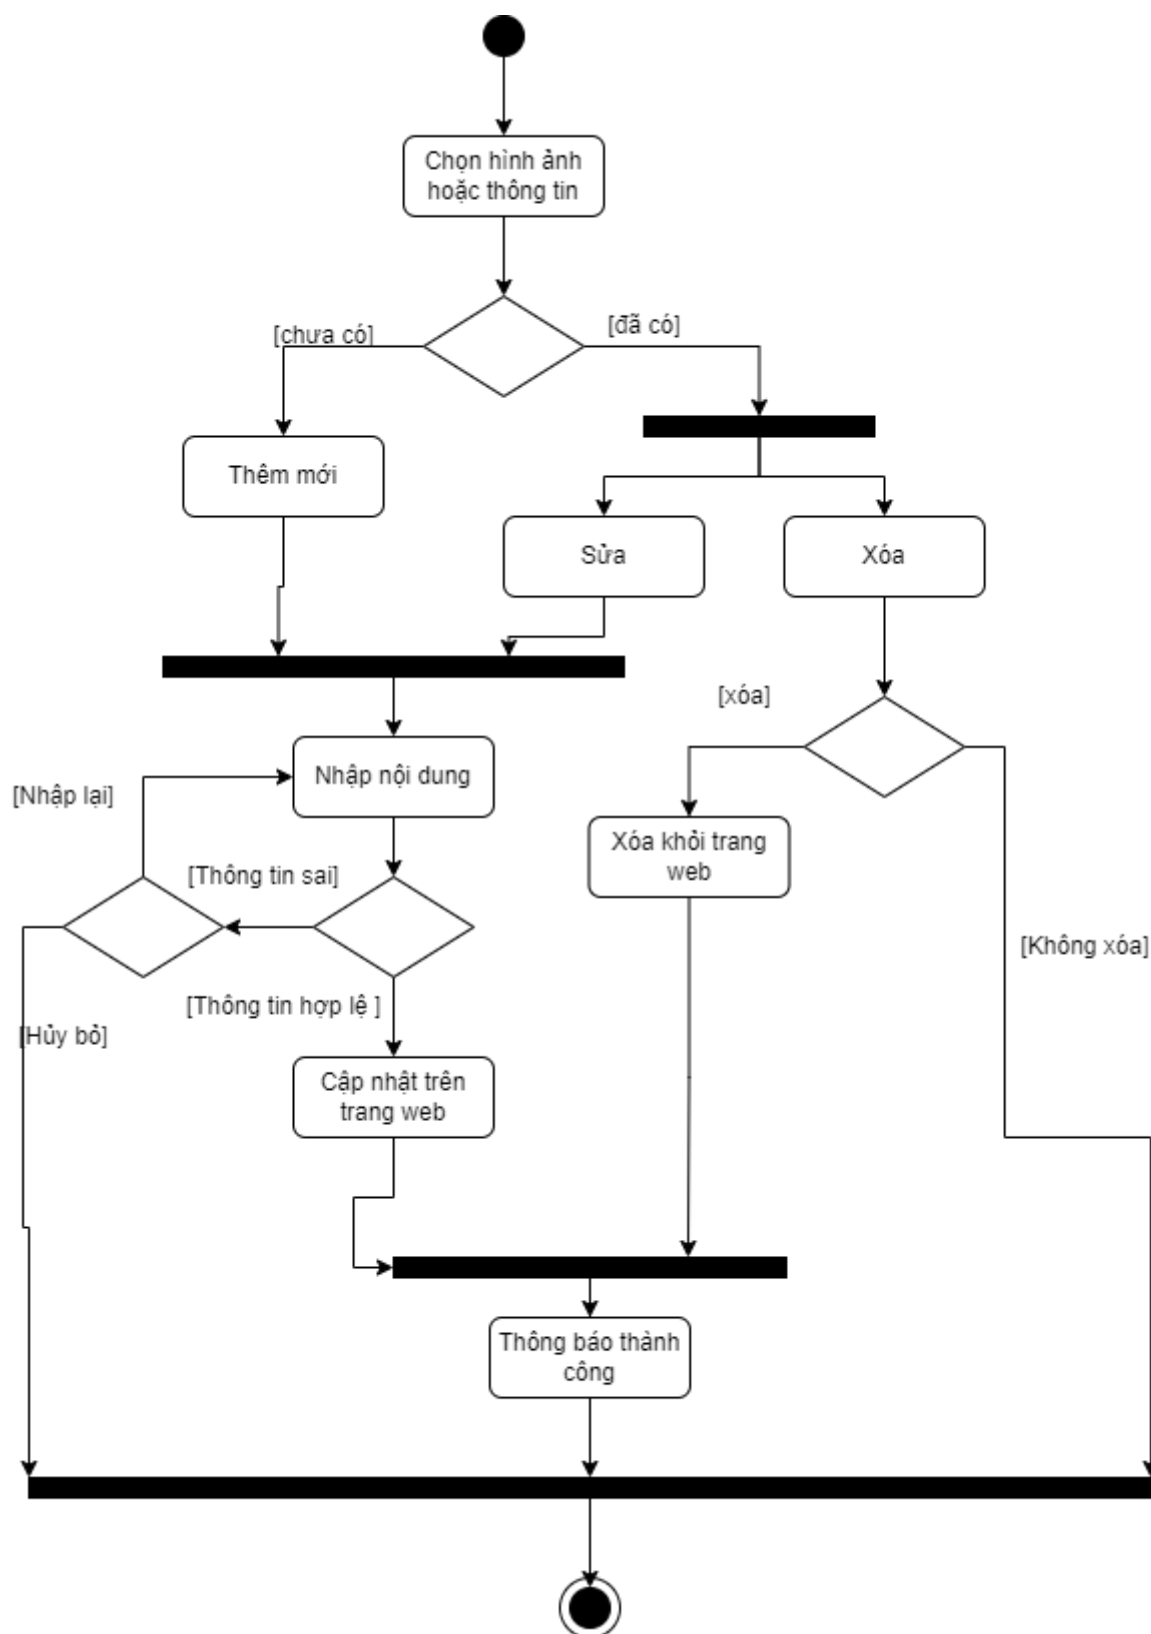 Chọn hình ảnh
hoặc thông tin
[chưa có]
[đã có]
Thêm mới
Sửa
Xóa
[xóa]
Nhập nội dung
[Nhập lại]
Xóa khỏi trang
web
[Thông tin sai]
[Không xóa]
[Thông tin hợp lệ ]
[Hủy bỏ]
Cập nhật trên
trang web
Thông báo thành
công